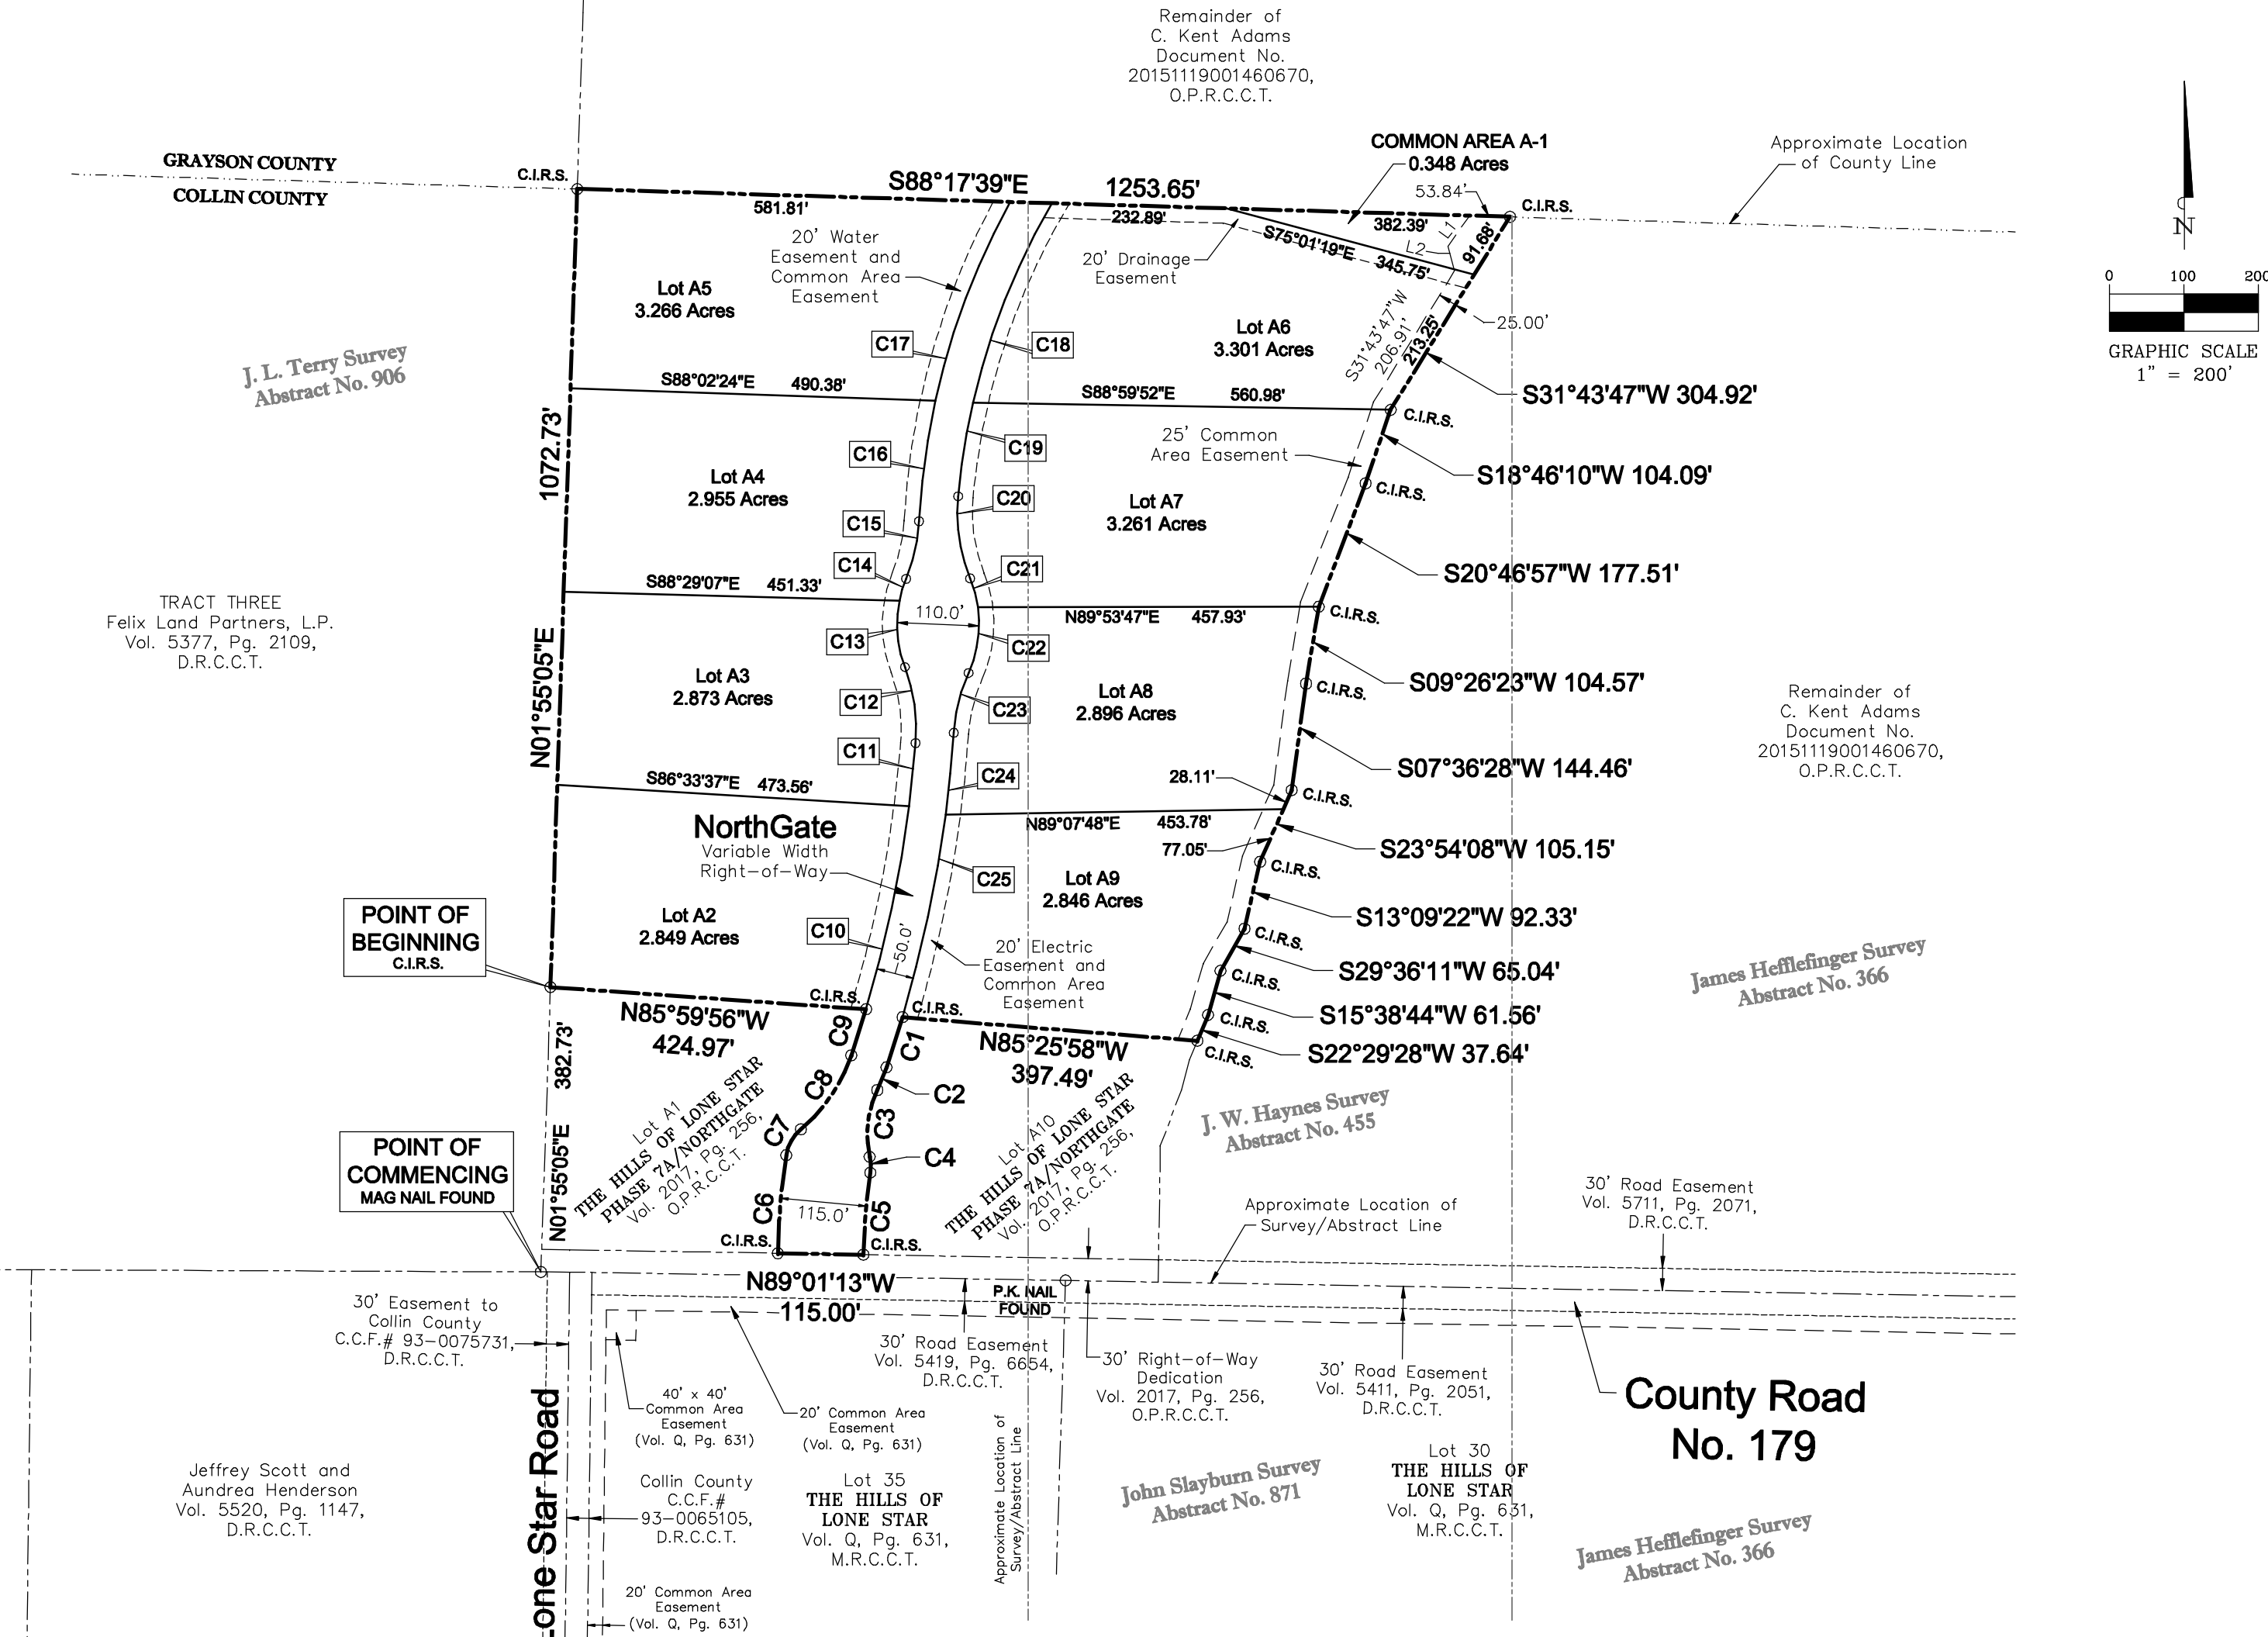 Remainder of
C. Kent Adams
Document No.
20151119001460670,
O.P.R.C.C.T.
GRAYSON COUNTY
COLLIN COUNTY
C.I.R.S.
S88°17'39"E 1253.65'
581.81'
232.89'
382.39'
53.84'
COMMON AREA A-1
0.348 Acres
C.I.R.S.
Approximate Location
of County Line
N
0 100 200
GRAPHIC SCALE
1" = 200'
20' Water
Easement and
Common Area
Easement
20' Drainage
Easement
S75°01'19"E 345.75'
L1
L2
91.68'
Lot A5
3.266 Acres
C17
C18
Lot A6
3.301 Acres
S31°43'47"W
206.91'
213.25'
25.00'
J. L. Terry Survey
Abstract No. 906
S88°02'24"E 490.38'
S88°59'52"E 560.98'
S31°43'47"W 304.92'
C.I.R.S.
1072.73'
N01°55'05"E
C16
C19
25' Common
Area Easement
S18°46'10"W 104.09'
Lot A4
2.955 Acres
C15
C20
Lot A7
3.261 Acres
C.I.R.S.
C14
C21
S20°46'57"W 177.51'
S88°29'07"E 451.33'
110.0'
N89°53'47"E 457.93'
C.I.R.S.
TRACT THREE
Felix Land Partners, L.P.
Vol. 5377, Pg. 2109,
D.R.C.C.T.
C13
C22
Lot A3
2.873 Acres
C12
C23
Lot A8
2.896 Acres
S09°26'23"W 104.57'
C.I.R.S.
Remainder of
C. Kent Adams
Document No.
20151119001460670,
O.P.R.C.C.T.
C11
C24
S07°36'28"W 144.46'
28.11'
C.I.R.S.
S86°33'37"E 473.56'
N89°07'48"E 453.78'
77.05'
S23°54'08"W 105.15'
C.I.R.S.
NorthGate
Variable Width
Right-of-Way
C25
Lot A9
2.846 Acres
S13°09'22"W 92.33'
C.I.R.S.
POINT OF
BEGINNING
C.I.R.S.
Lot A2
2.849 Acres
C10
50.0'
20' Electric
Easement and
Common Area
Easement
S29°36'11"W 65.04'
C.I.R.S.
S15°38'44"W 61.56'
C.I.R.S.
S22°29'28"W 37.64'
C.I.R.S.
James Hefflefinger Survey
Abstract No. 366
C.I.R.S.
C.I.R.S.
N85°59'56"W
424.97'
N85°25'58"W
397.49'
C9
C1
C8
C2
C7
C3
C4
C6
C5
115.0'
382.73'
N01°55'05"E
Lot A1
THE HILLS OF LONE STAR
PHASE 7A/NORTHGATE
Vol. 2017, Pg. 256,
O.P.R.C.C.T.
Lot A10
THE HILLS OF LONE STAR
PHASE 7A/NORTHGATE
Vol. 2017, Pg. 256,
O.P.R.C.C.T.
J. W. Haynes Survey
Abstract No. 455
POINT OF
COMMENCING
MAG NAIL FOUND
C.I.R.S.
C.I.R.S.
Approximate Location of
Survey/Abstract Line
30' Road Easement
Vol. 5711, Pg. 2071,
D.R.C.C.T.
N89°01'13"W
115.00'
P.K. NAIL
FOUND
30' Easement to
Collin County
C.C.F.# 93-0075731,
D.R.C.C.T.
30' Road Easement
Vol. 5419, Pg. 6654,
D.R.C.C.T.
30' Right-of-Way
Dedication
Vol. 2017, Pg. 256,
O.P.R.C.C.T.
30' Road Easement
Vol. 5411, Pg. 2051,
D.R.C.C.T.
County Road
No. 179
40' x 40'
Common Area
Easement
(Vol. Q, Pg. 631)
20' Common Area
Easement
(Vol. Q, Pg. 631)
Lone Star Road
Jeffrey Scott and
Aundrea Henderson
Vol. 5520, Pg. 1147,
D.R.C.C.T.
Collin County
C.C.F.#
93-0065105,
D.R.C.C.T.
Lot 35
THE HILLS OF
LONE STAR
Vol. Q, Pg. 631,
M.R.C.C.T.
Approximate Location of
Survey/Abstract Line
John Slayburn Survey
Abstract No. 871
Lot 30
THE HILLS OF
LONE STAR
Vol. Q, Pg. 631,
M.R.C.C.T.
James Hefflefinger Survey
Abstract No. 366
20' Common Area
Easement
(Vol. Q, Pg. 631)